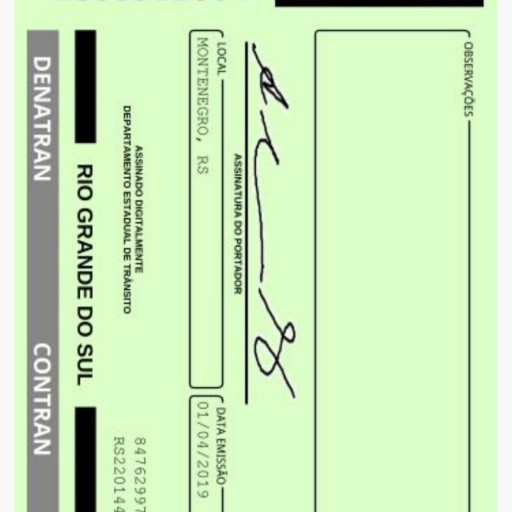 OBSERVAÇÕES
ASSINATURA DO PORTADOR
LOCAL
MONTENEGRO, RS
DATA EMISSÃO
01/04/2019
ASSINADO DIGITALMENTE
DEPARTAMENTO ESTADUAL DE TRÂNSITO
84762997
RS220144
RIO GRANDE DO SUL
DENATRAN CONTRAN